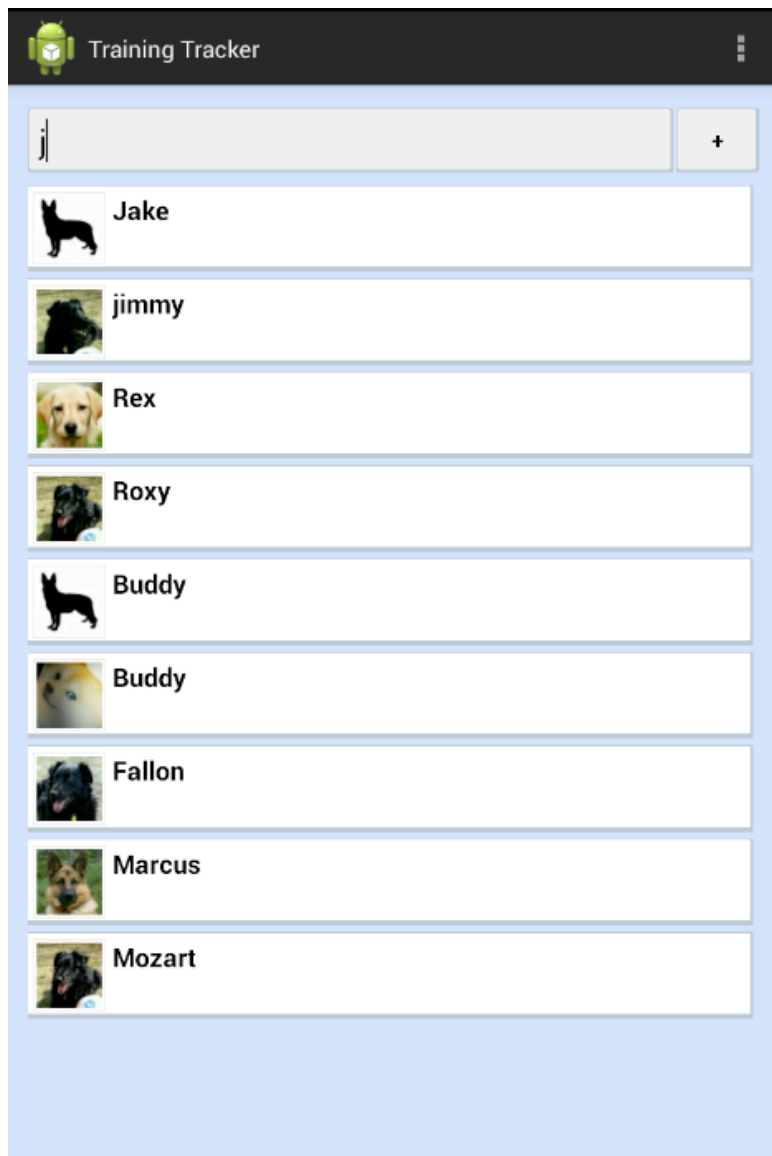 Training Tracker
j
+
Jake
jimmy
Rex
Roxy
Buddy
Buddy
Fallon
Marcus
Mozart